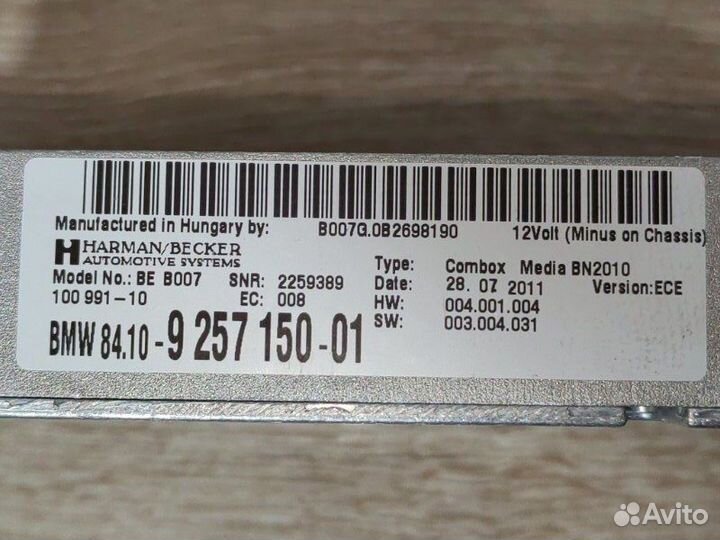 Manufactured in Hungary by: B007G.0B2698190 12Volt (Minus on Chassis)
HARMAN/BECKER
AUTOMOTIVE SYSTEMS
Model No.: BE B007 SNR: 2259389
100 991-10 EC: 008
BMW 84.10-9 257 150-01
Type: Combox Media BN2010
Date: 28. 07. 2011 Version:ECE
HW: 004.001.004
SW: 003.004.031
Avito